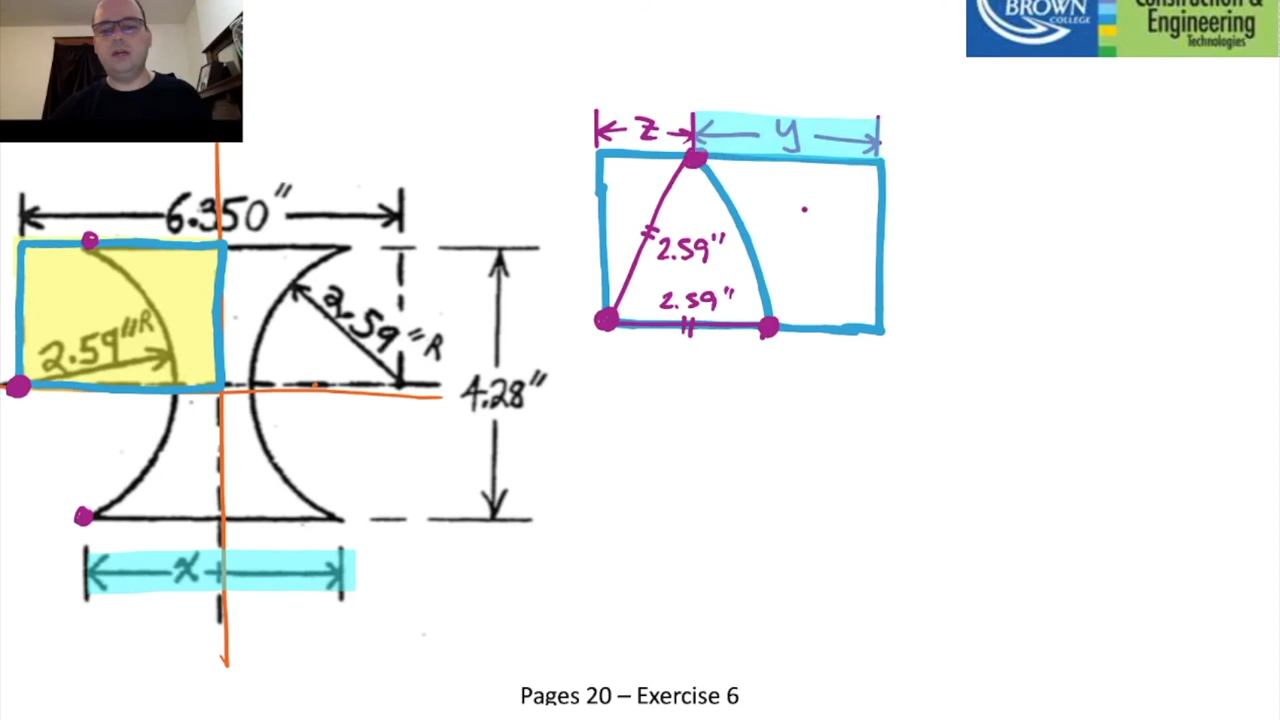 BROWN
COLLEGE
Construction &
Engineering
Technologies
z
y
6.350"
2.59"
2.59"
2.59"R
2.59"R
4.28"
x
Pages 20 – Exercise 6